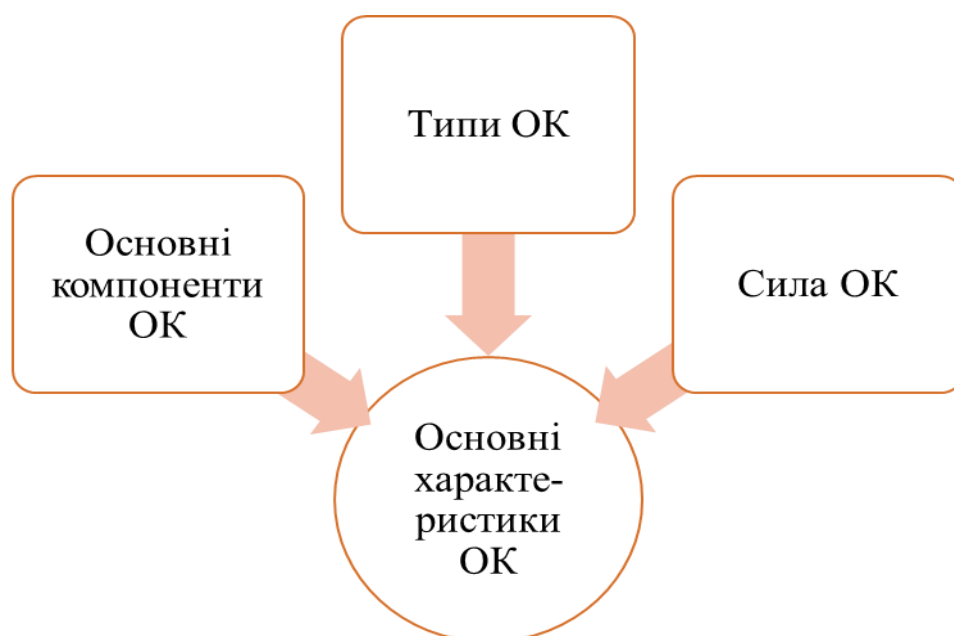 Типи ОК
Основні
компоненти
ОК
Сила ОК
Основні
характе-
ристики
ОК